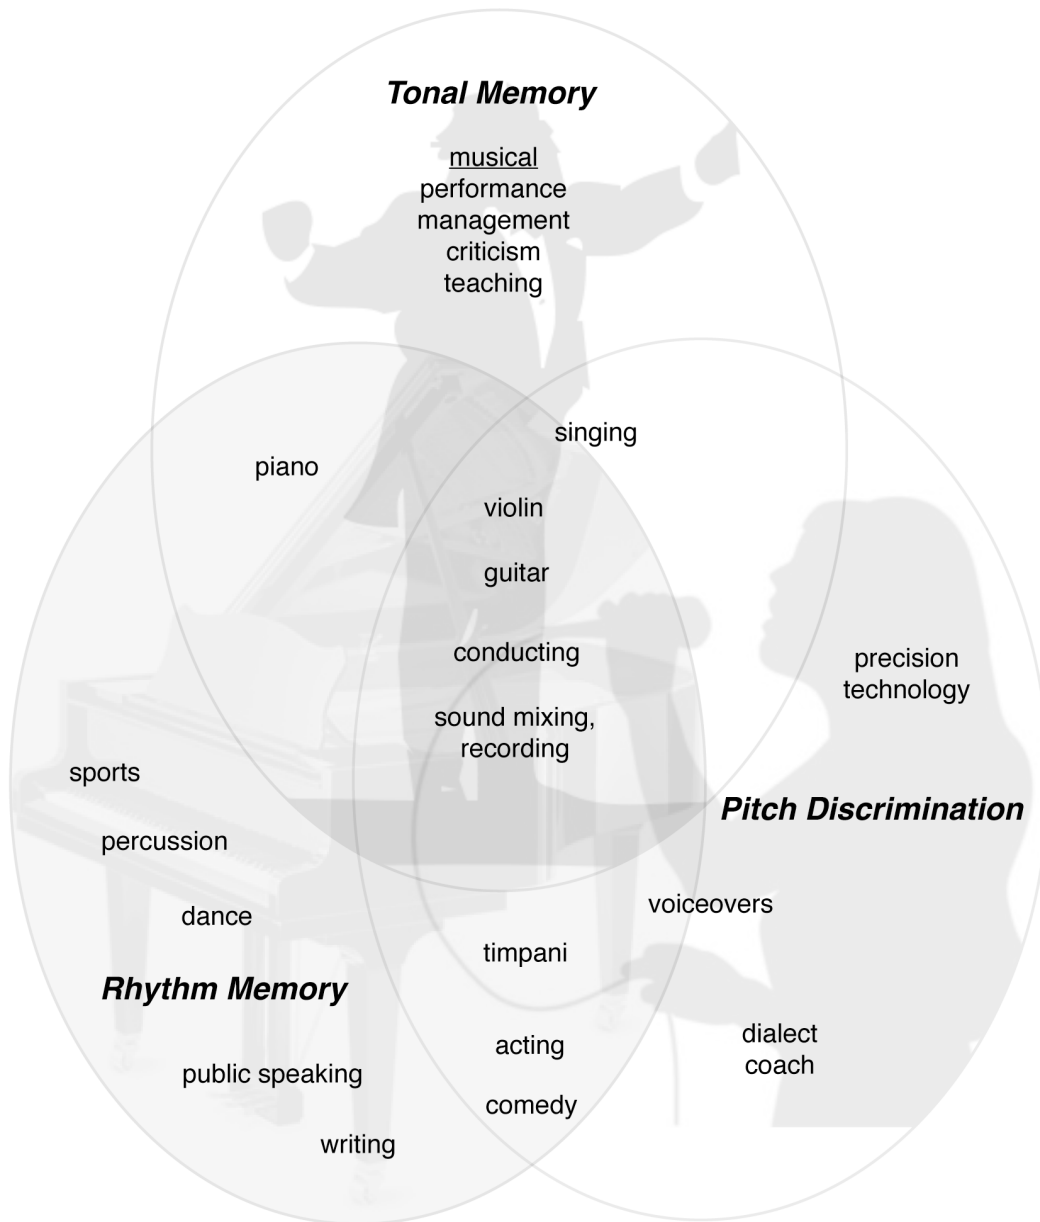 Tonal Memory
musical
performance
management
criticism
teaching
singing
piano
violin
guitar
conducting
precision
technology
sound mixing,
recording
sports
Pitch Discrimination
percussion
voiceovers
dance
timpani
Rhythm Memory
dialect
coach
acting
public speaking
comedy
writing